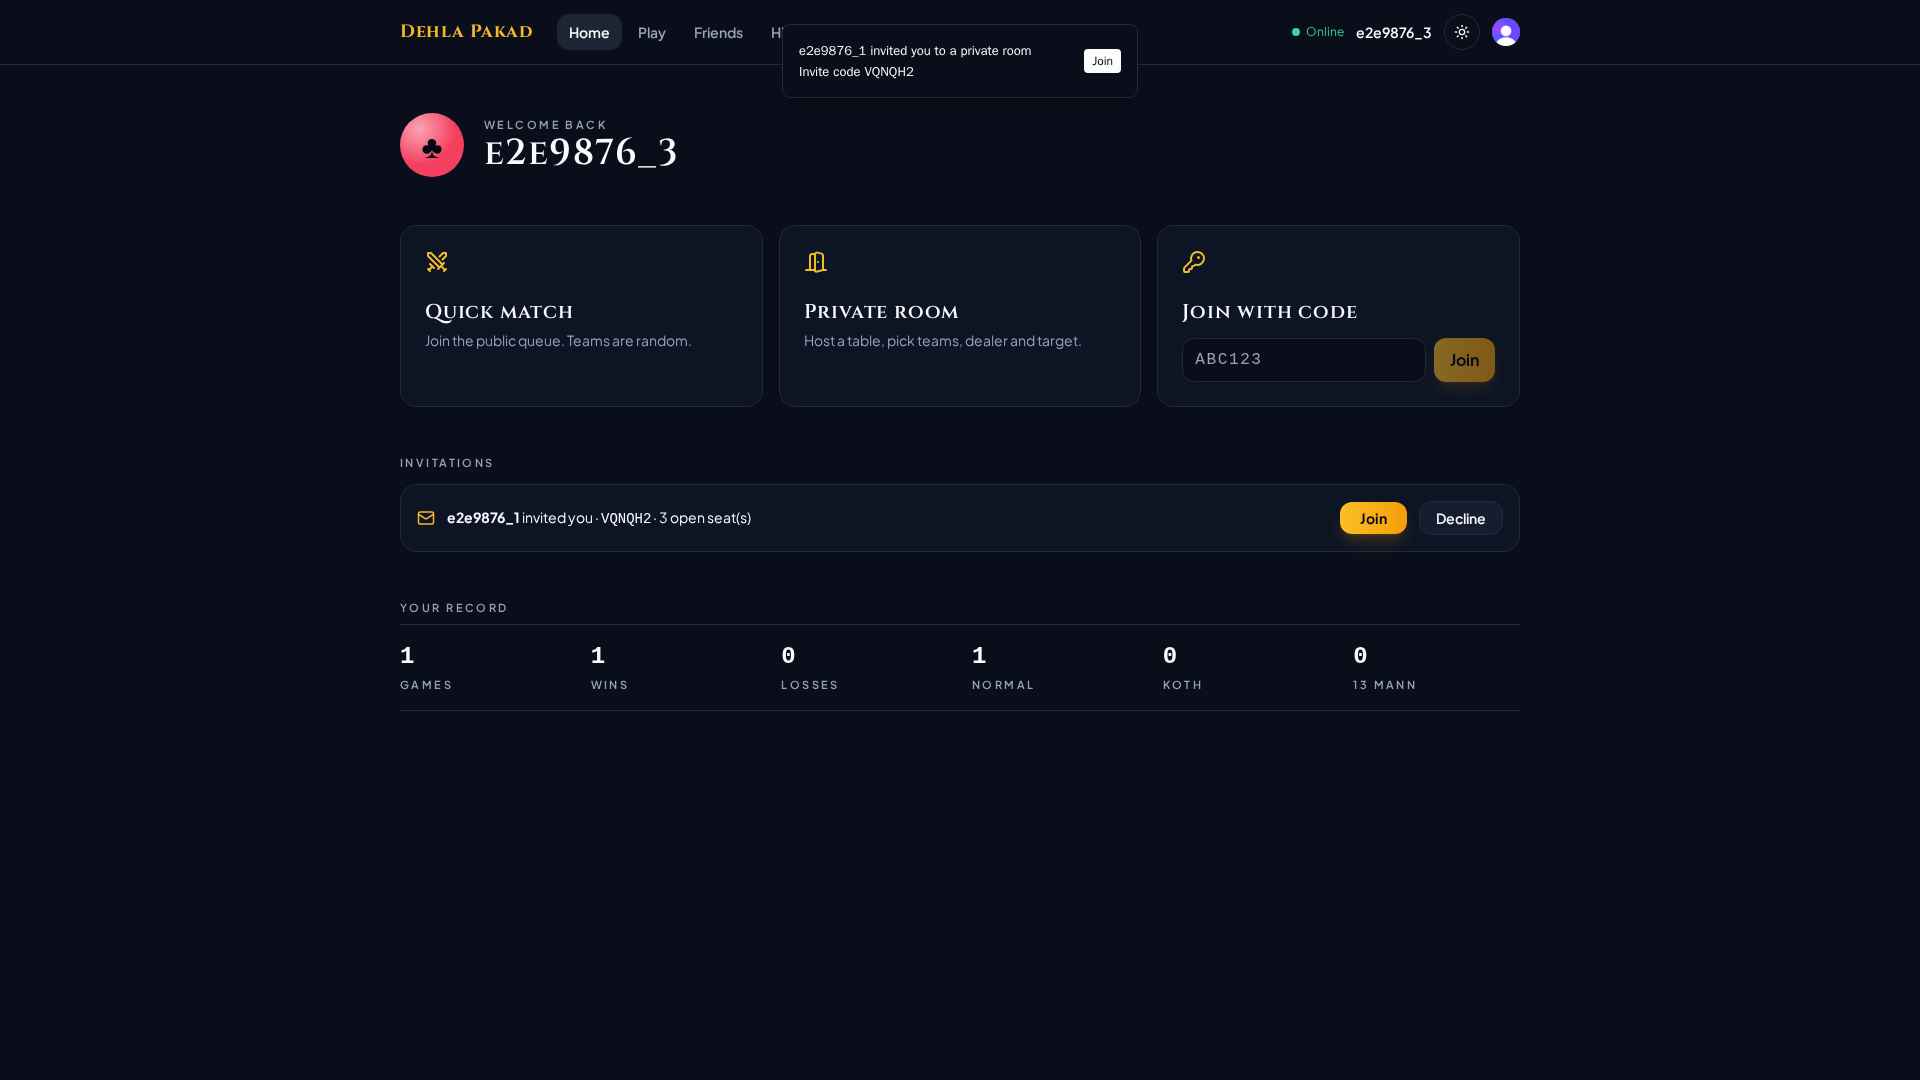 Dehla Pakad
Home
Play
Friends
e2e9876_1 invited you to a private room
Invite code VQNQH2
Join
Online
e2e9876_3
WELCOME BACK
e2e9876_3
Quick match
Join the public queue. Teams are random.
Private room
Host a table, pick teams, dealer and target.
Join with code
ABC123
Join
INVITATIONS
e2e9876_1 invited you · VQNQH2 · 3 open seat(s)
Join
Decline
YOUR RECORD
1
GAMES
1
WINS
0
LOSSES
1
NORMAL
0
KOTH
0
13 MANN